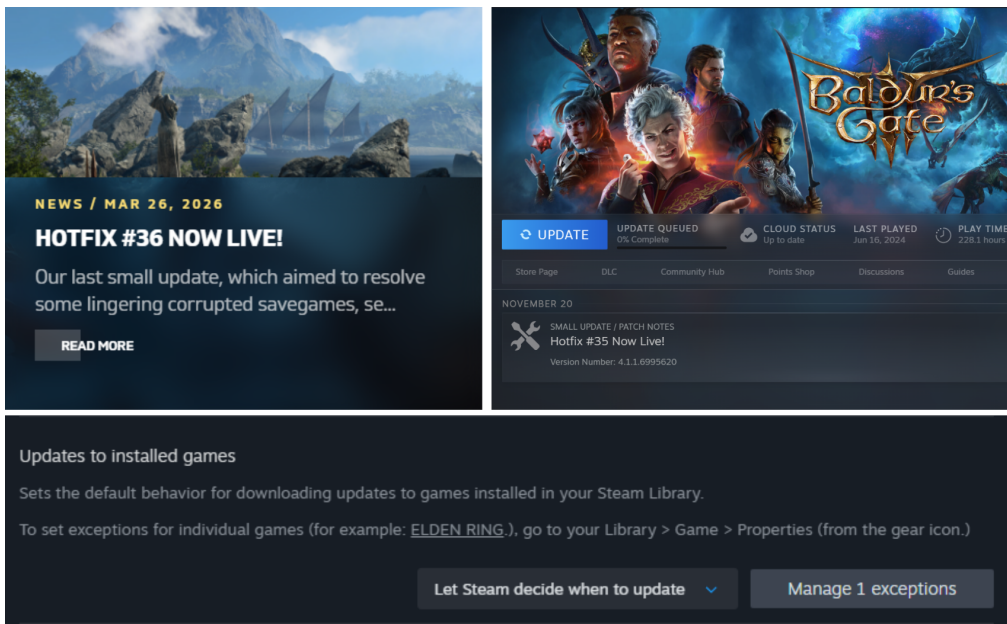 NEWS / MAR 26, 2026
HOTFIX #36 NOW LIVE!
Our last small update, which aimed to resolve
some lingering corrupted savegames, se...
READ MORE
Baldur's
Gate
UPDATE
UPDATE QUEUED
0% Complete
CLOUD STATUS
Up to date
LAST PLAYED
Jun 16, 2024
PLAY TIME
228.1 hours
Store Page
DLC
Community Hub
Points Shop
Discussions
Guides
NOVEMBER 20
SMALL UPDATE / PATCH NOTES
Hotfix #35 Now Live!
Version Number: 4.1.1.6995620
Updates to installed games
Sets the default behavior for downloading updates to games installed in your Steam Library.
To set exceptions for individual games (for example: ELDEN RING.), go to your Library > Game > Properties (from the gear icon.)
Let Steam decide when to update
Manage 1 exceptions